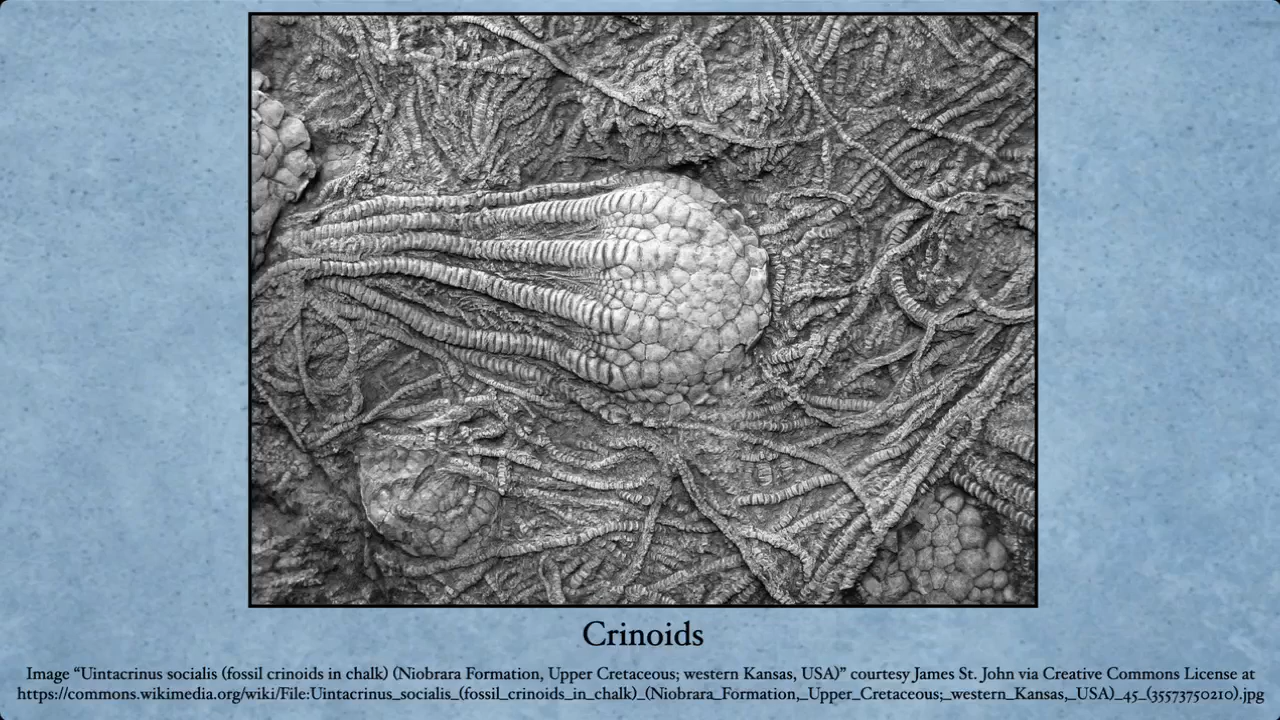 Crinoids
Image “Uintacrinus socialis (fossil crinoids in chalk) (Niobrara Formation, Upper Cretaceous; western Kansas, USA)” courtesy James St. John via Creative Commons License at
https://commons.wikimedia.org/wiki/File:Uintacrinus_socialis_(fossil_crinoids_in_chalk)_(Niobrara_Formation,_Upper_Cretaceous;_western_Kansas,_USA)_45_(35573750210).jpg